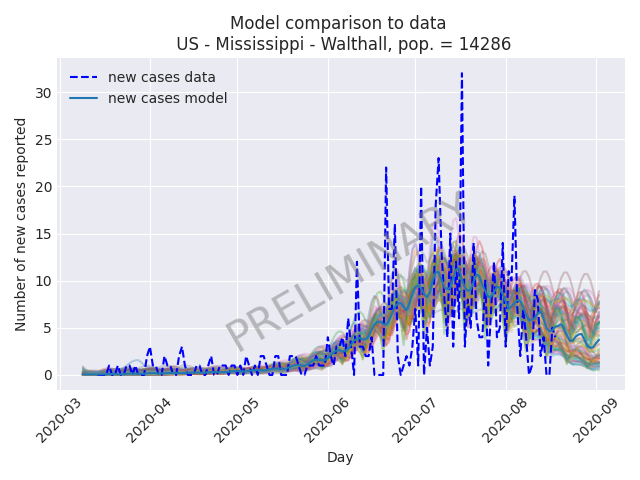 Model comparison to data
US - Mississippi - Walthall, pop. = 14286
new cases data
new cases model
Number of new cases reported
30
25
20
15
10
5
0
PRELIMINARY
2020-03
2020-04
2020-05
2020-06
2020-07
2020-08
2020-09
Day